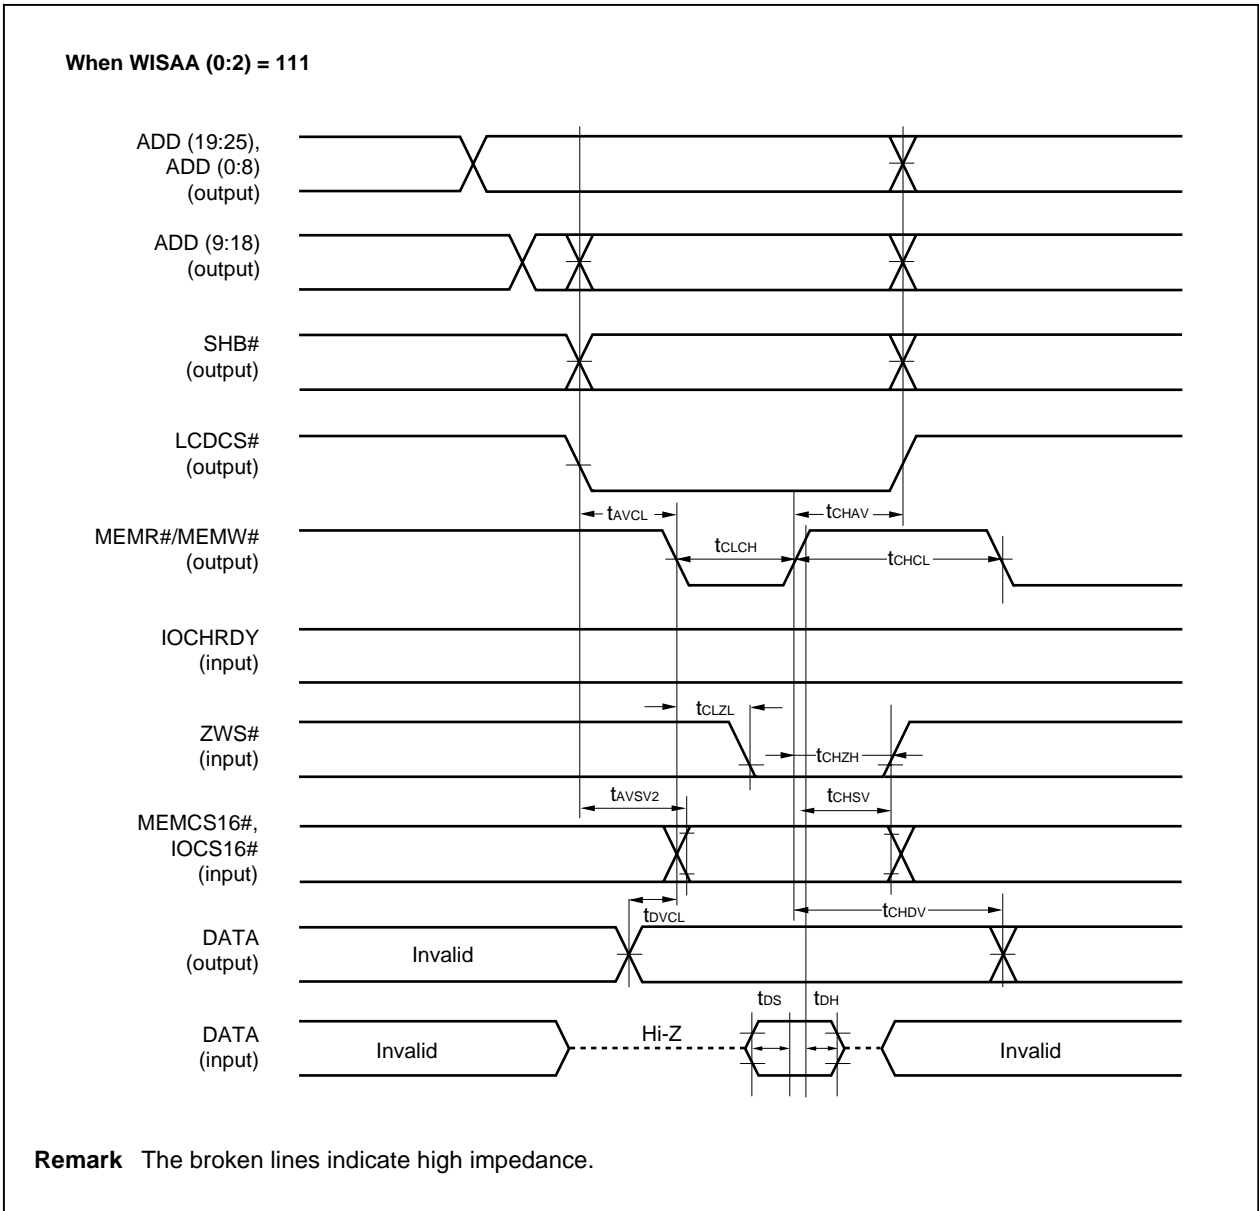 When WISAA (0:2) = 111
ADD (19:25),
ADD (0:8)
(output)
ADD (9:18)
(output)
SHB#
(output)
LCDCS#
(output)
tAVCL
tCHAV
MEMR#/MEMW#
(output)
tCLCH
tCHCL
IOCHRDY
(input)
tCLZL
ZWS#
(input)
tCHZH
tAVSV2
tCHSV
MEMCS16#,
IOCS16#
(input)
tDVCL
tCHDV
DATA
(output)
Invalid
tDS
tDH
DATA
(input)
Invalid
Hi-Z
Invalid
Remark The broken lines indicate high impedance.